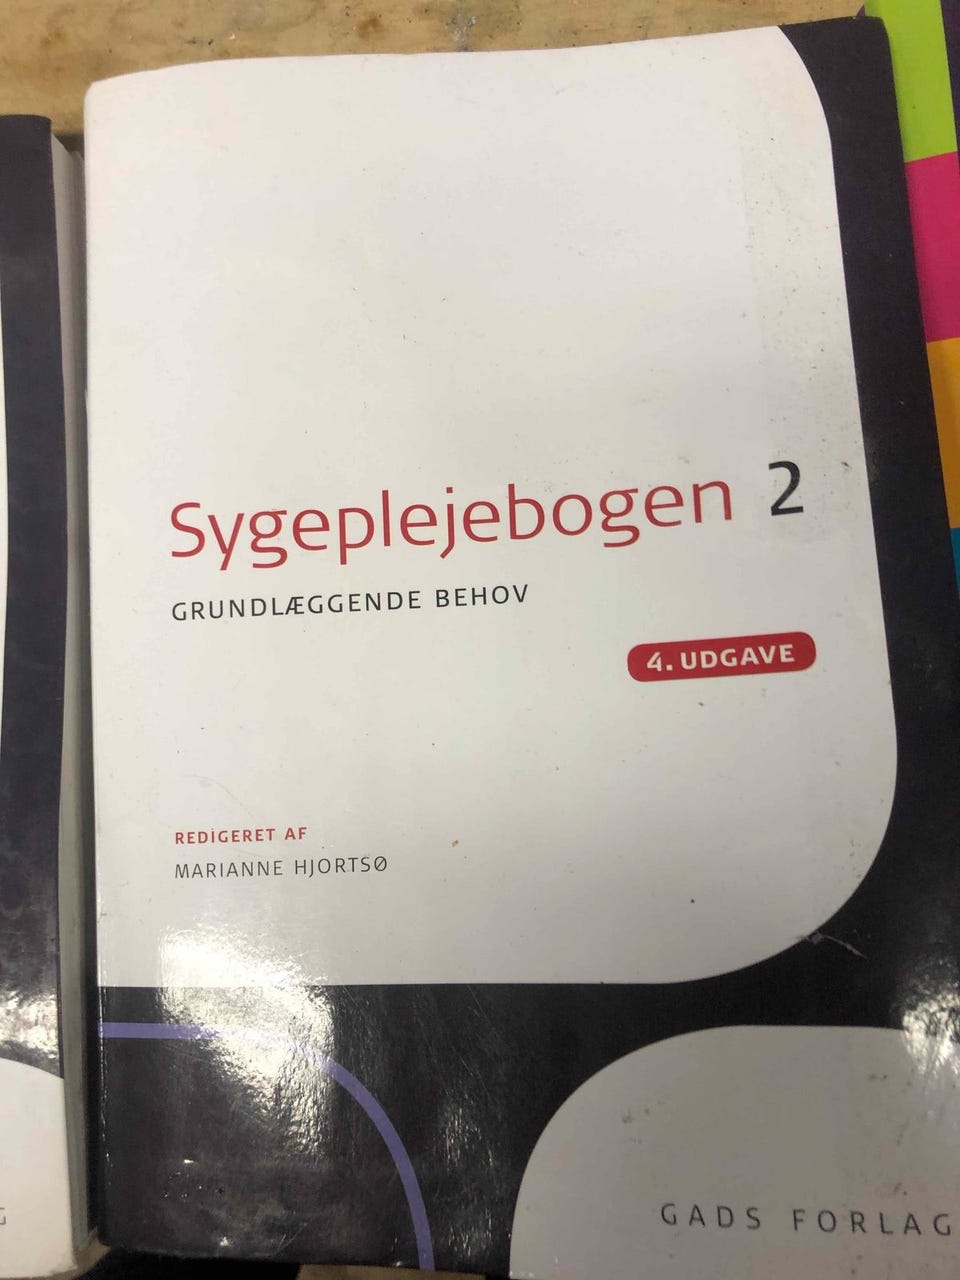 Sygeplejebogen 2
GRUNDLÆGGENDE BEHOV
4. UDGAVE
REDIGERET AF
MARIANNE HJORTSØ
GADS FORLAG
G